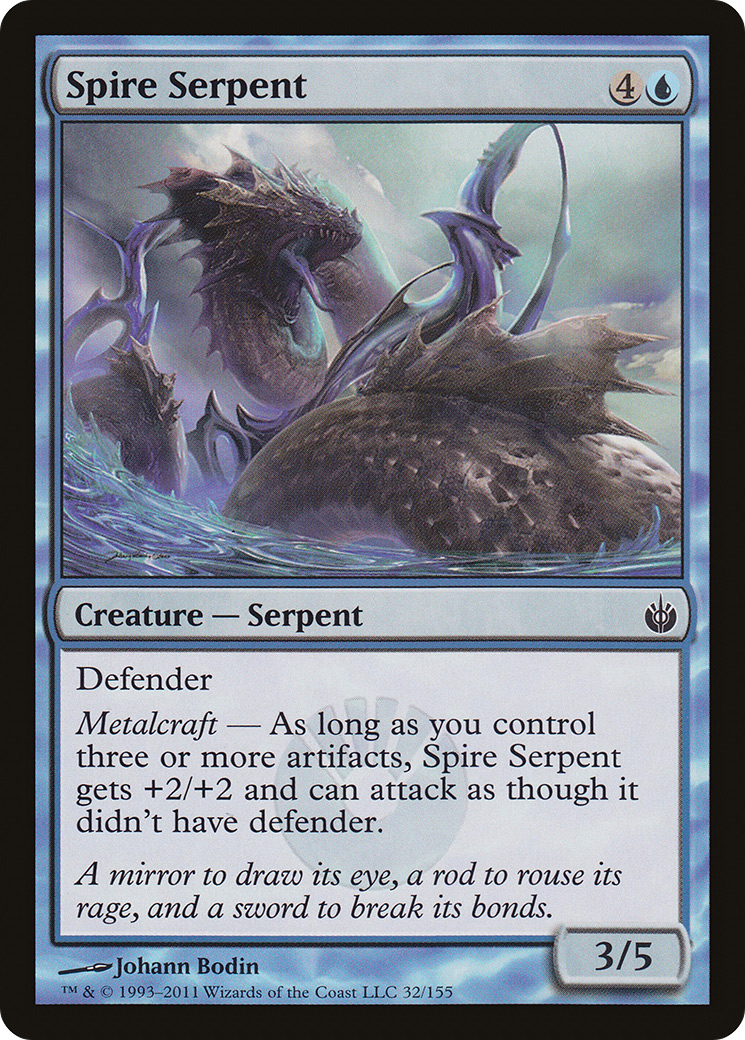 Spire Serpent 4
Creature — Serpent
Defender
Metalcraft — As long as you control
three or more artifacts, Spire Serpent
gets +2/+2 and can attack as though it
didn't have defender.
A mirror to draw its eye, a rod to rouse its
rage, and a sword to break its bonds.
3/5
Johann Bodin
™ & © 1993–2011 Wizards of the Coast LLC 32/155